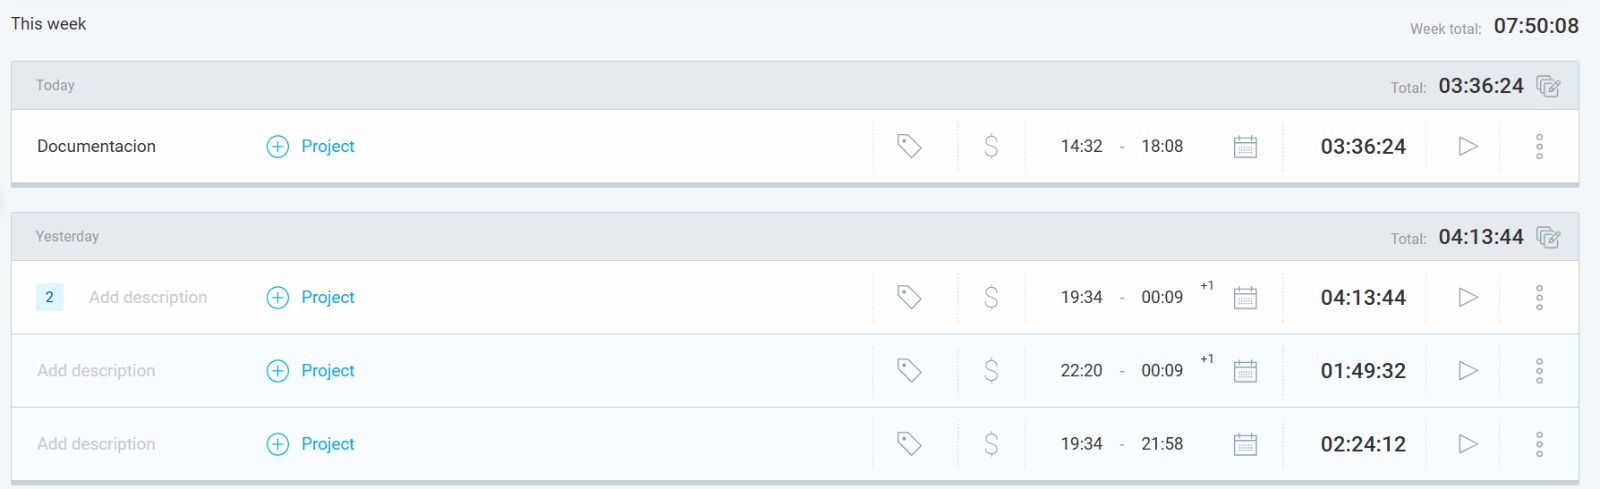 This week Week total: 07:50:08
Today Total: 03:36:24
Documentacion Project $ 14:32 - 18:08 03:36:24
Yesterday Total: 04:13:44
2 Add description Project $ 19:34 - 00:09 +1 04:13:44
Add description Project $ 22:20 - 00:09 +1 01:49:32
Add description Project $ 19:34 - 21:58 02:24:12